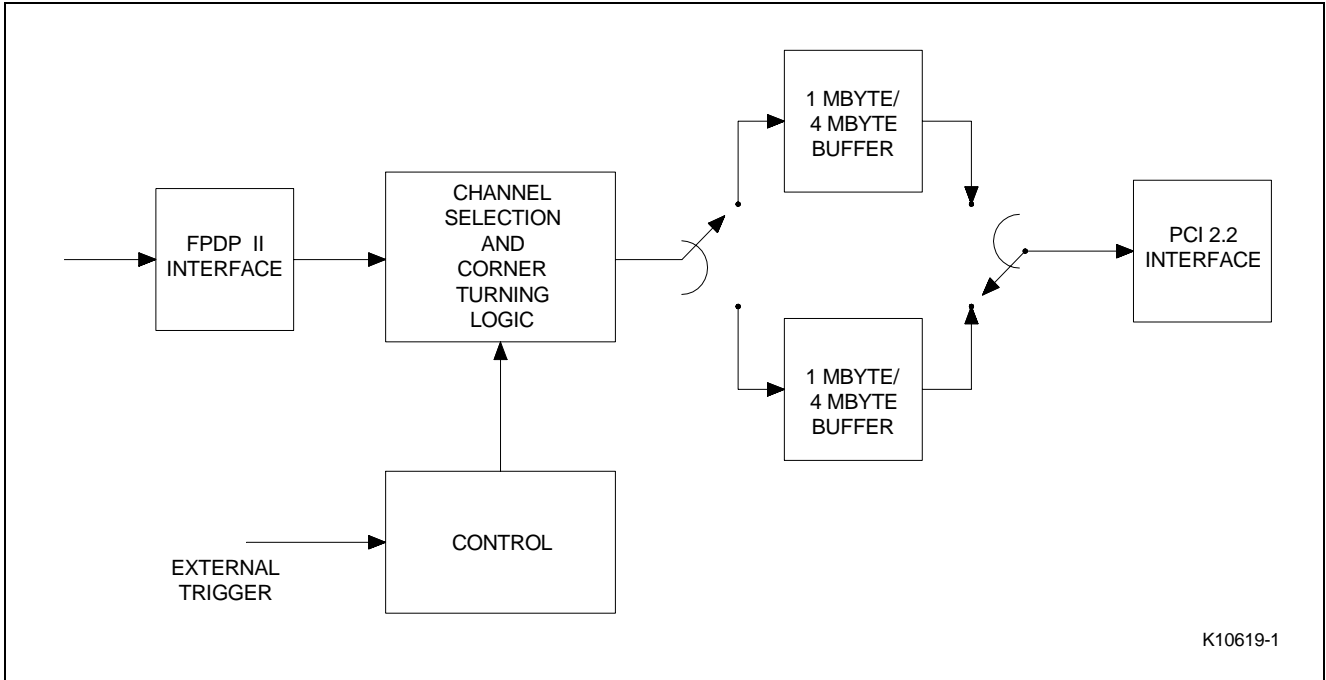 1 MBYTE/
4 MBYTE
BUFFER
FPDP II
INTERFACE
CHANNEL
SELECTION
AND
CORNER
TURNING
LOGIC
PCI 2.2
INTERFACE
1 MBYTE/
4 MBYTE
BUFFER
CONTROL
EXTERNAL
TRIGGER
K10619-1